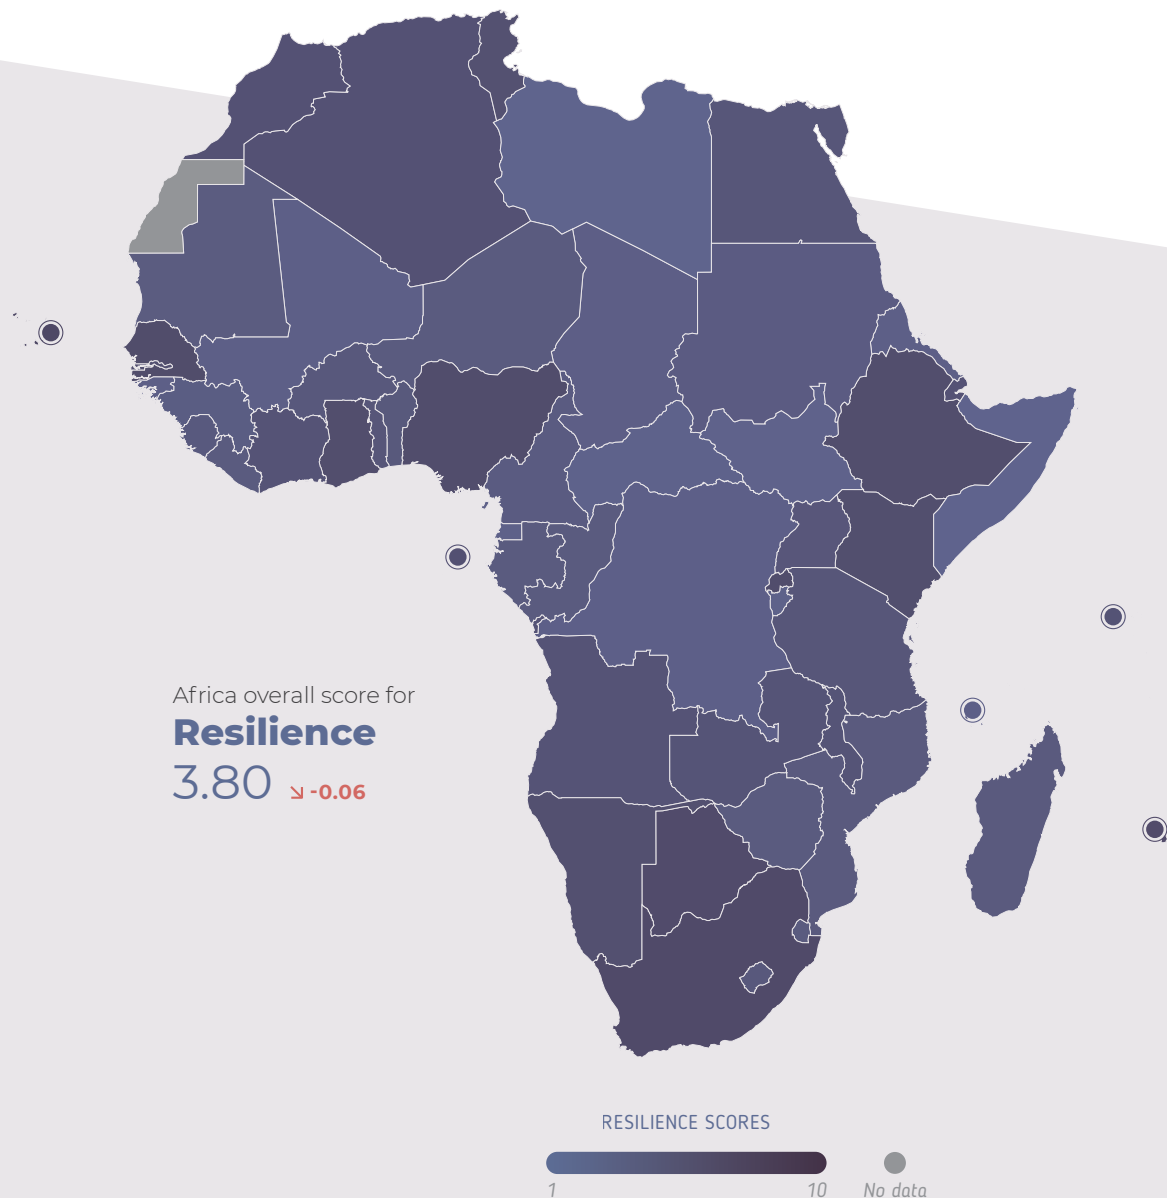 Africa overall score for
Resilience
3.80 ↘ -0.06
RESILIENCE SCORES
1 10 No data